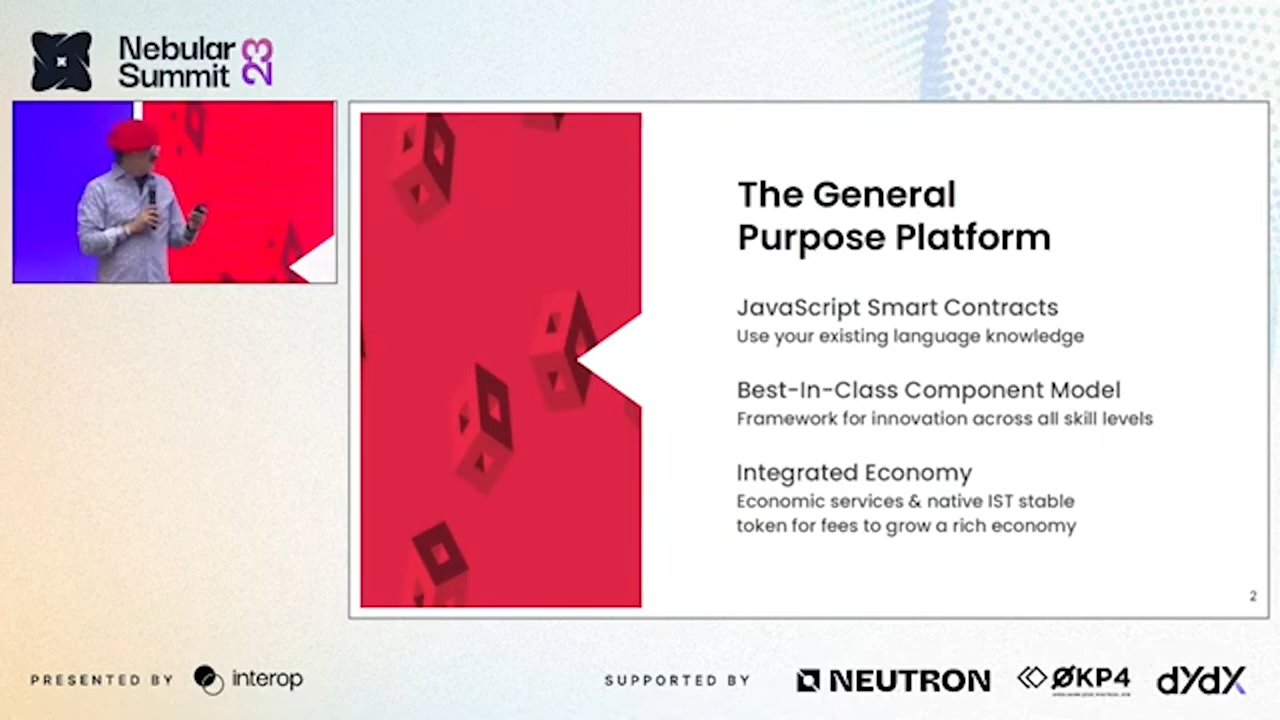 Nebular
Summit 23
The General
Purpose Platform
JavaScript Smart Contracts
Use your existing language knowledge
Best-In-Class Component Model
Framework for innovation across all skill levels
Integrated Economy
Economic services & native IST stable
token for fees to grow a rich economy
2
PRESENTED BY interop
SUPPORTED BY NEUTRON ØKP4 dYdX